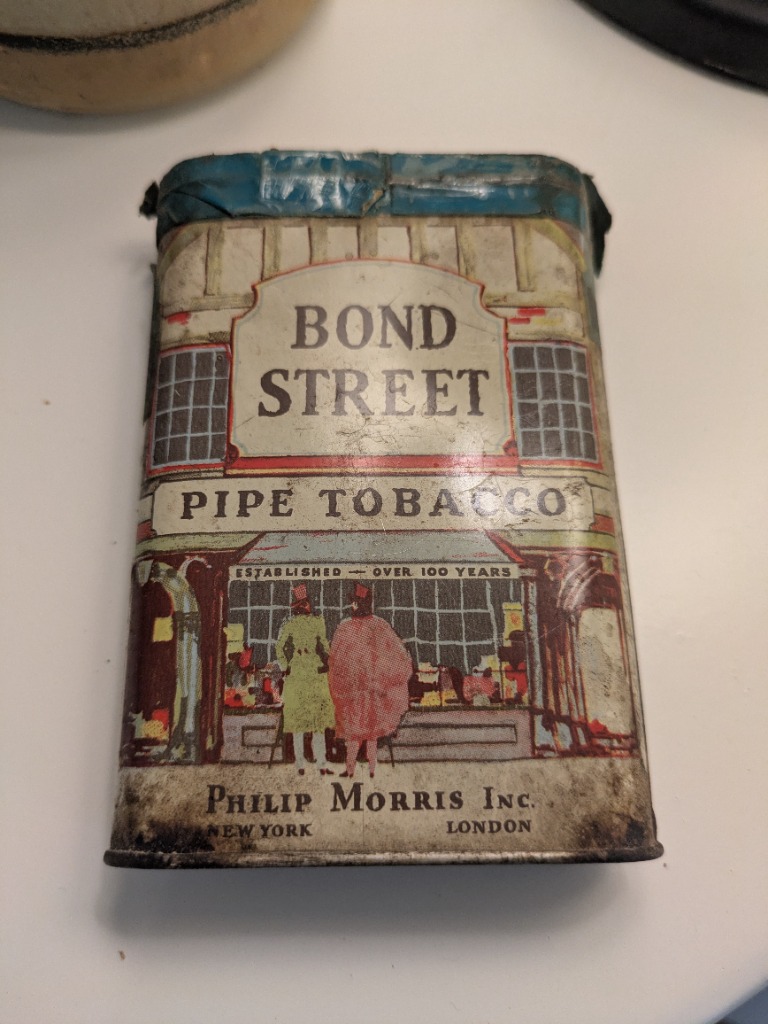 BOND
STREET
PIPE TOBACCO
ESTABLISHED — OVER 100 YEARS
PHILIP MORRIS INC.
NEW YORK LONDON